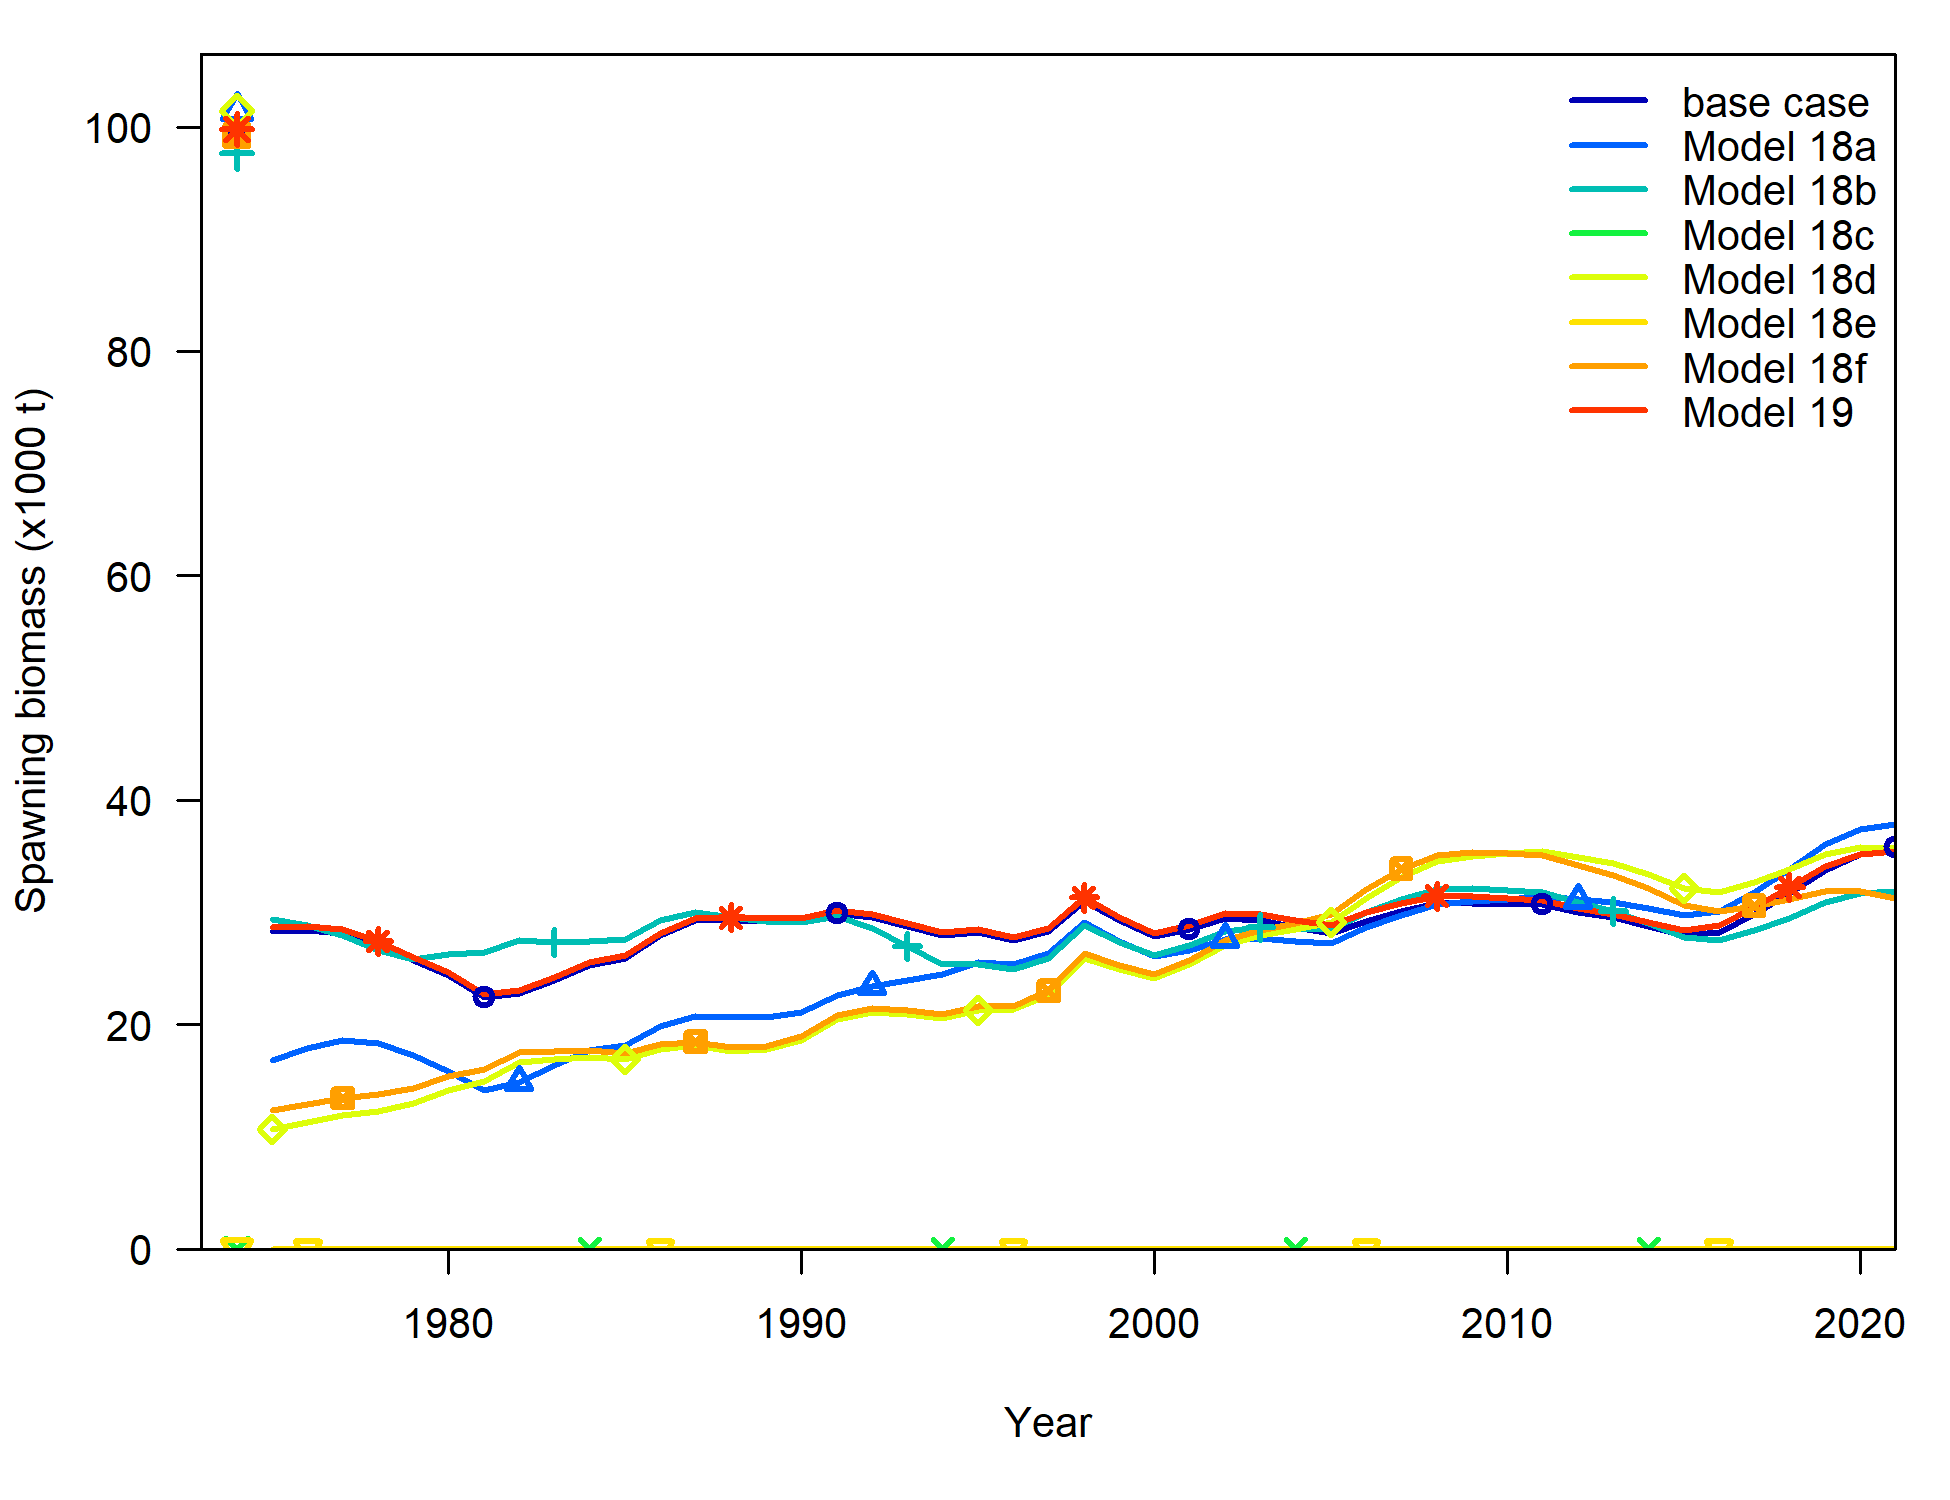 Spawning biomass (x1000 t)
100
80
60
40
20
0
base case
Model 18a
Model 18b
Model 18c
Model 18d
Model 18e
Model 18f
Model 19
1980
1990
2000
2010
2020
Year